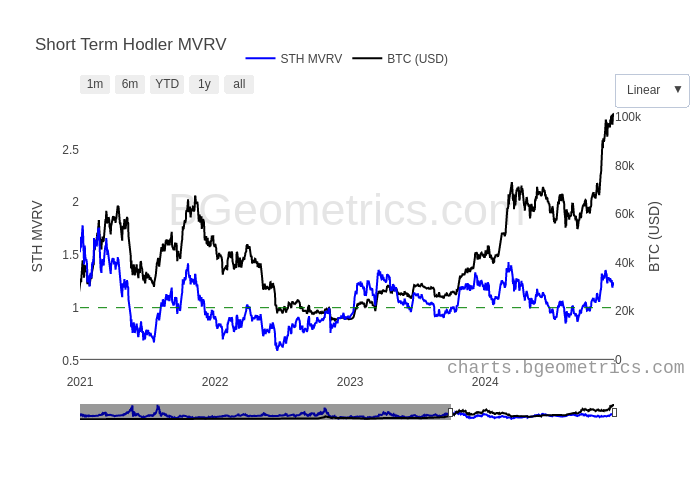 Short Term Hodler MVRV
STH MVRV BTC (USD)
1m 6m YTD 1y all
Linear ▼
BGeometrics.com
STH MVRV
2.5
2
1.5
1
0.5
100k
80k
60k
40k
20k
0
BTC (USD)
charts.bgeometrics.com
2021 2022 2023 2024